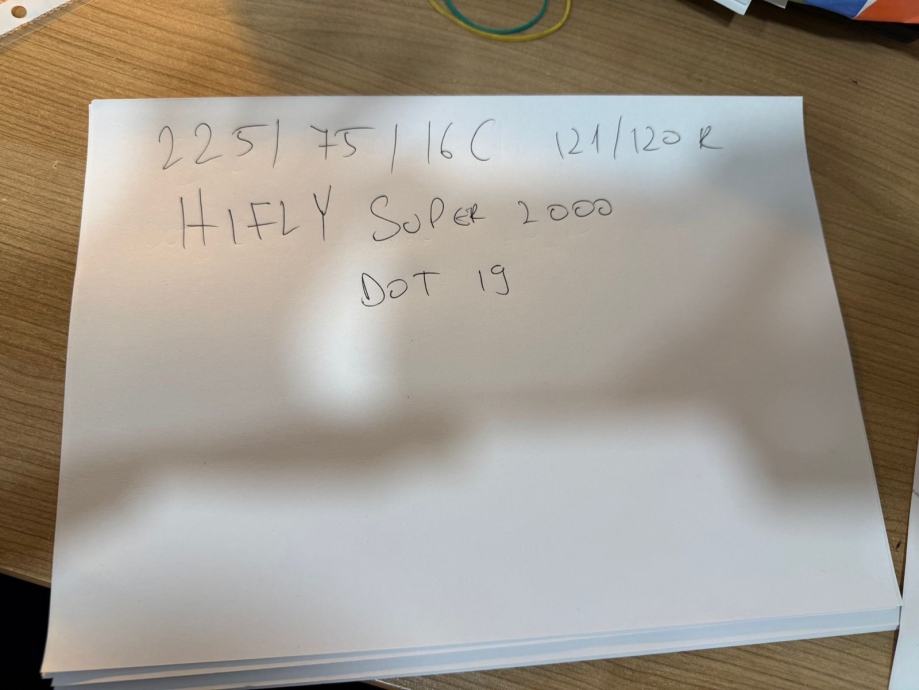 225/75/16C 121/120R
HIFLY SUPER 2000
DOT 19